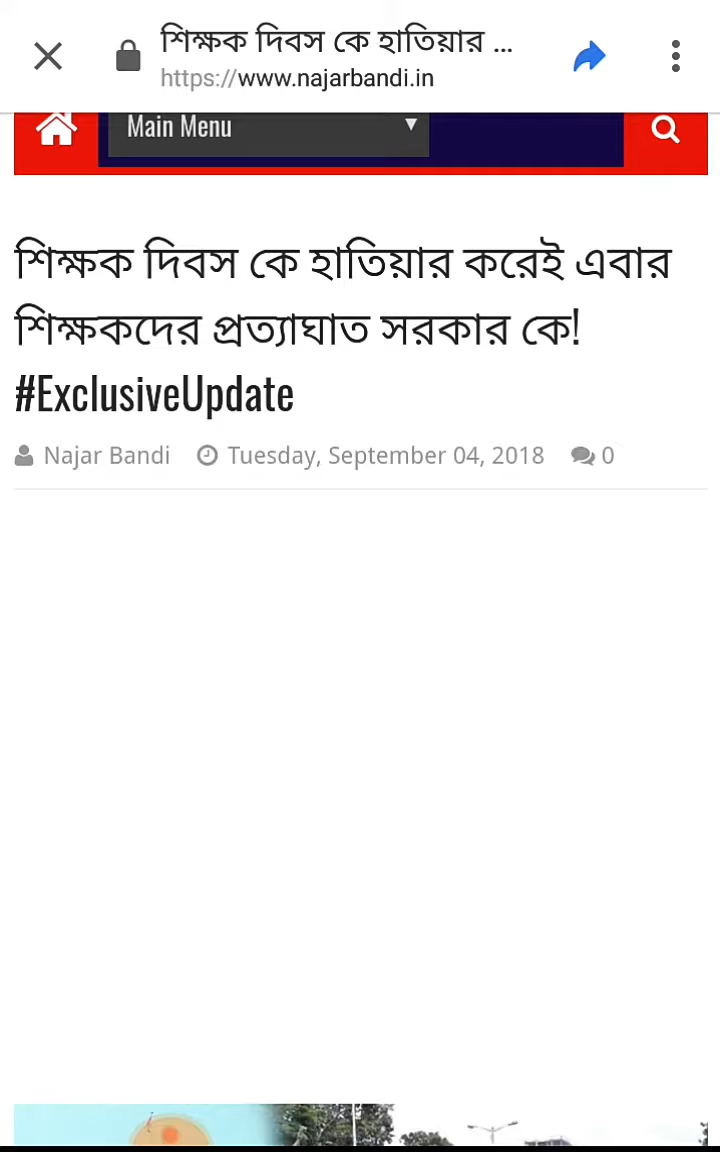 শিক্ষক দিবস কে হাতিয়ার ...
https://www.najarbandi.in
Main Menu
শিক্ষক দিবস কে হাতিয়ার করেই এবার
শিক্ষকদের প্রত্যাঘাত সরকার কে!
#ExclusiveUpdate
Najar Bandi Tuesday, September 04, 2018 0